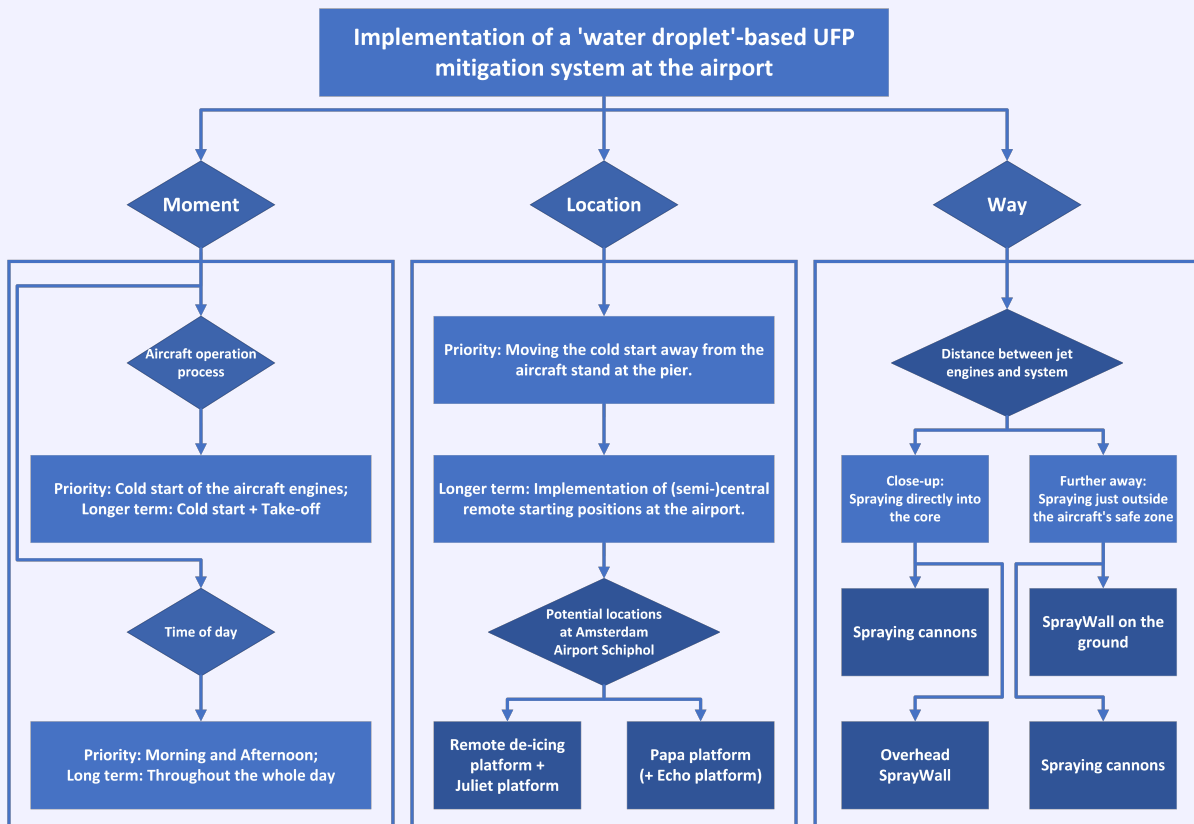 Implementation of a 'water droplet'-based UFP
mitigation system at the airport
Moment
Location
Way
Aircraft operation
process
Priority: Cold start of the aircraft engines;
Longer term: Cold start + Take-off
Time of day
Priority: Morning and Afternoon;
Long term: Throughout the whole day
Priority: Moving the cold start away from the
aircraft stand at the pier.
Longer term: Implementation of (semi-)central
remote starting positions at the airport.
Potential locations
at Amsterdam
Airport Schiphol
Remote de-icing
platform +
Juliet platform
Papa platform
(+ Echo platform)
Distance between jet
engines and system
Close-up:
Spraying directly into
the core
Further away:
Spraying just outside
the aircraft's safe zone
Spraying cannons
SprayWall on the
ground
Overhead
SprayWall
Spraying cannons